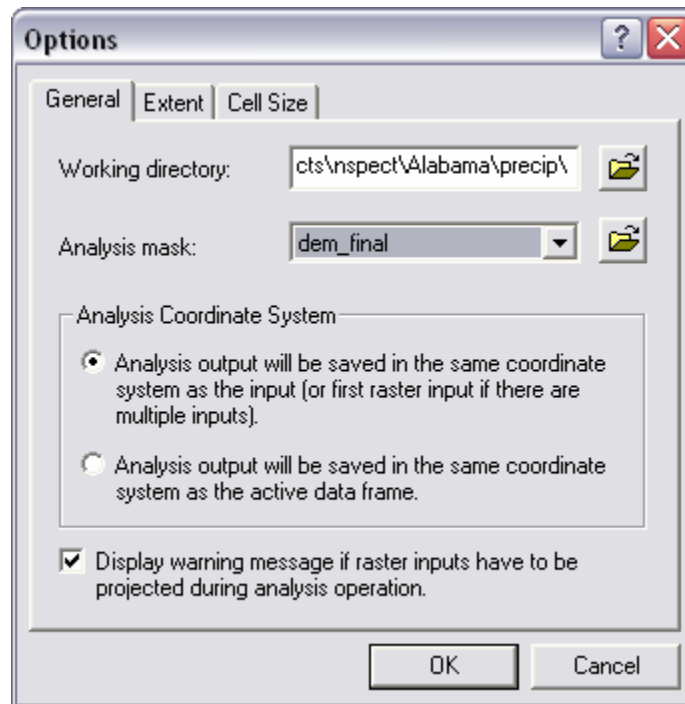 Options
General Extent Cell Size
Working directory: cts\nspect\Alabama\precip\
Analysis mask: dem_final
Analysis Coordinate System
Analysis output will be saved in the same coordinate
system as the input (or first raster input if there are
multiple inputs).
Analysis output will be saved in the same coordinate
system as the active data frame.
Display warning message if raster inputs have to be
projected during analysis operation.
OK Cancel